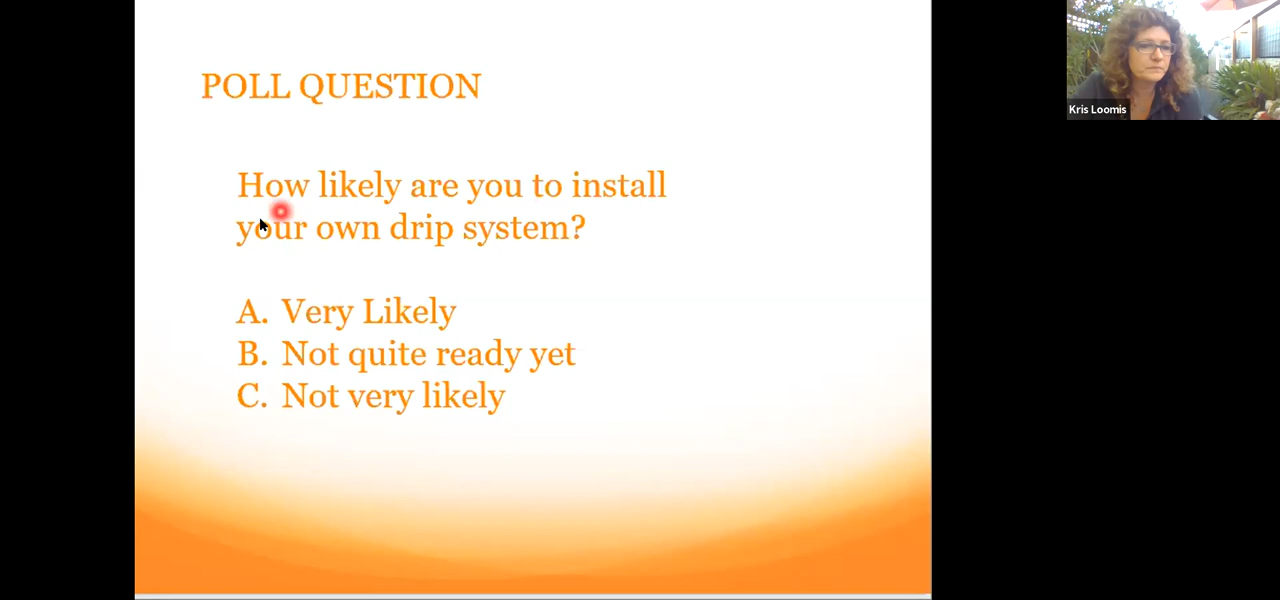 POLL QUESTION
How likely are you to install
your own drip system?
A. Very Likely
B. Not quite ready yet
C. Not very likely
Kris Loomis